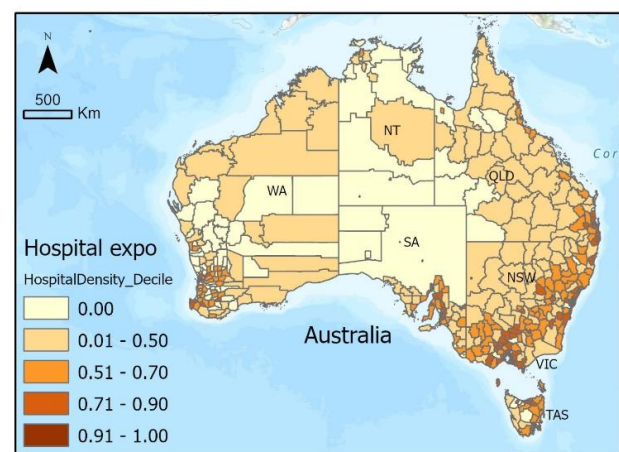 N
500
Km
NT
Cor
WA
QLD
SA
Hospital expo
NSW
HospitalDensity_Decile
0.00
0.01 - 0.50
Australia
0.51 - 0.70
VIC
0.71 - 0.90
TAS
0.91 - 1.00